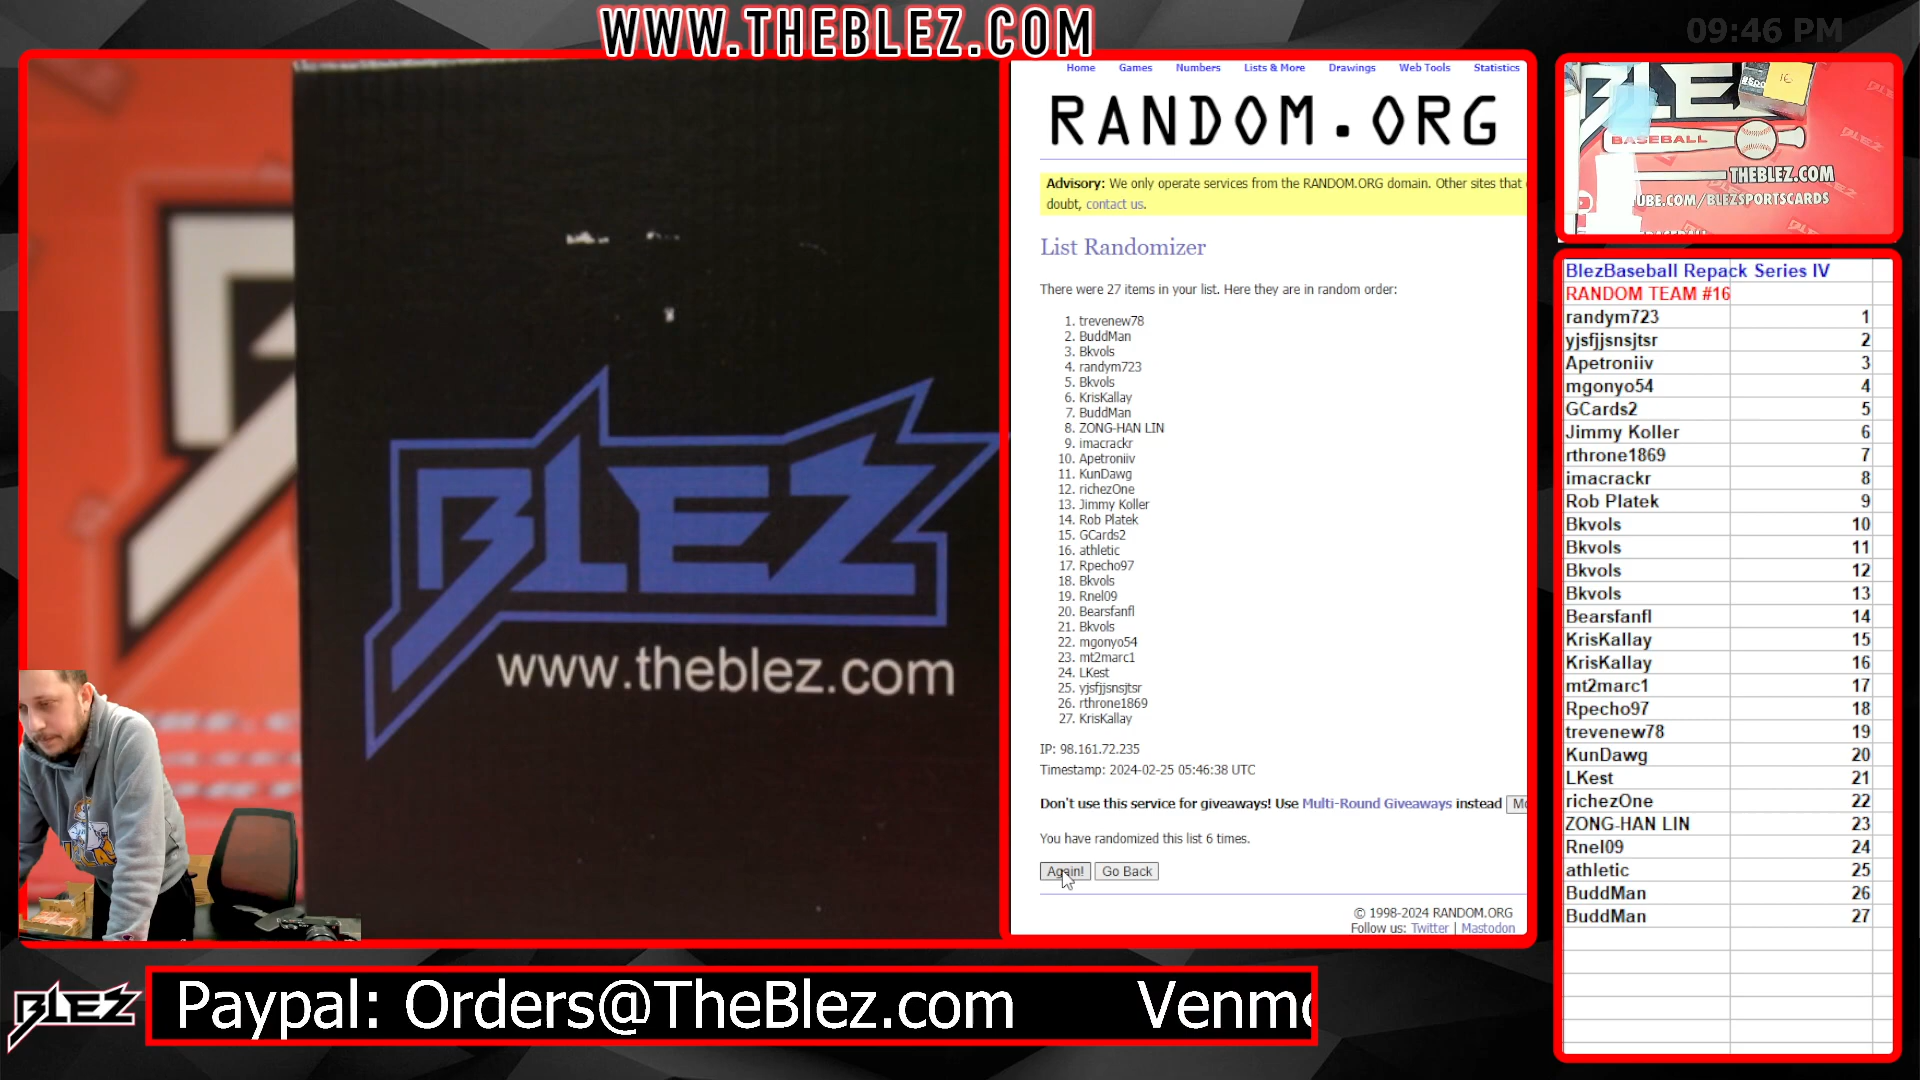 WWW.THEBLEZ.COM
09:46 PM
BLEZ
www.theblez.com
Home Games Numbers Lists & More Drawings Web Tools Statistics
RANDOM.ORG
Advisory: We only operate services from the RANDOM.ORG domain. Other sites that
doubt, contact us.
List Randomizer
There were 27 items in your list. Here they are in random order:
1. trevenew78
2. BuddMan
3. Bkvols
4. randym723
5. Bkvols
6. KrisKallay
7. BuddMan
8. ZONG-HAN LIN
9. imacrackr
10. Apetroniiv
11. KunDawg
12. richezOne
13. Jimmy Koller
14. Rob Platek
15. GCards2
16. athletic
17. Rpecho97
18. Bkvols
19. Rnel09
20. Bearsfanfl
21. Bkvols
22. mgonyo54
23. mt2marc1
24. LKest
25. yjsfjjsnsjtsr
26. rthrone1869
27. KrisKallay
IP: 98.161.72.235
Timestamp: 2024-02-25 05:46:38 UTC
Don't use this service for giveaways! Use Multi-Round Giveaways instead
You have randomized this list 6 times.
Again! Go Back
© 1998-2024 RANDOM.ORG
Follow us: Twitter | Mastodon
BASEBALL
THEBLEZ.COM
UBE.COM/BLEZSPORTSCARDS
BlezBaseball Repack Series IV
RANDOM TEAM #16
randym723 1
yjsfjjsnsjtsr 2
Apetroniiv 3
mgonyo54 4
GCards2 5
Jimmy Koller 6
rthrone1869 7
imacrackr 8
Rob Platek 9
Bkvols 10
Bkvols 11
Bkvols 12
Bkvols 13
Bearsfanfl 14
KrisKallay 15
KrisKallay 16
mt2marc1 17
Rpecho97 18
trevenew78 19
KunDawg 20
LKest 21
richezOne 22
ZONG-HAN LIN 23
Rnel09 24
athletic 25
BuddMan 26
BuddMan 27
BLEZ
Paypal: Orders@TheBlez.com Venmo